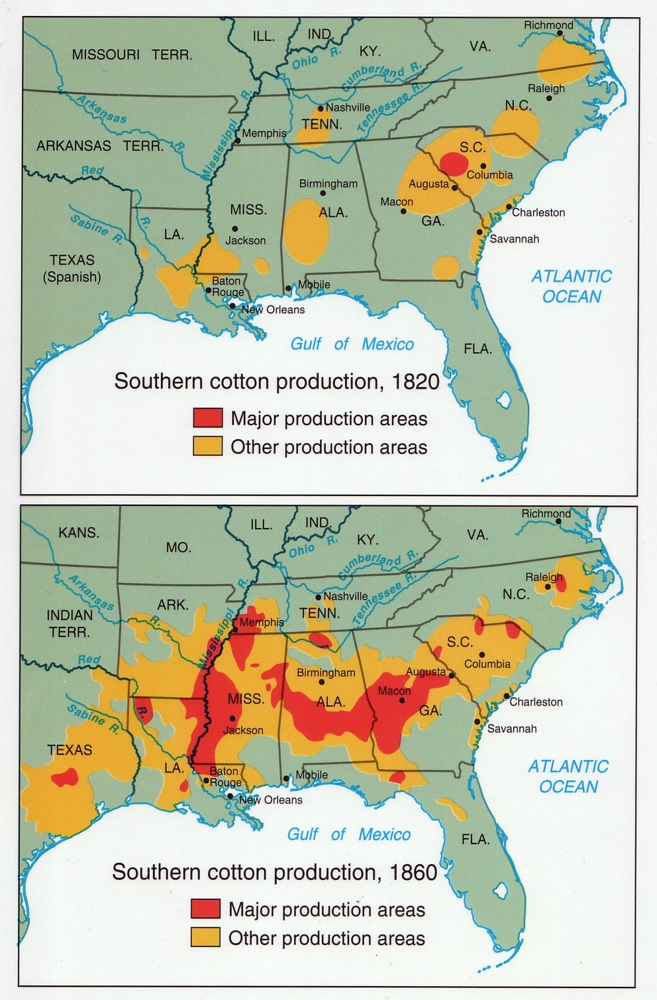 Richmond
ILL.
IND.
KY.
VA.
MISSOURI TERR.
Ohio R.
Cumberland R.
Raleigh
Arkansas R.
Mississippi R.
Nashville
TENN.
Tennessee R.
N.C.
Memphis
ARKANSAS TERR.
S.C.
Columbia
Red R.
Birmingham
Augusta
Macon
MISS.
ALA.
GA.
Charleston
Sabine R.
LA.
Jackson
Savannah
TEXAS
(Spanish)
Baton
Rouge
Mobile
New Orleans
ATLANTIC
OCEAN
Gulf of Mexico
FLA.
Southern cotton production, 1820
Major production areas
Other production areas
Richmond
KANS.
MO.
ILL.
IND.
KY.
VA.
Ohio R.
Cumberland R.
Raleigh
Arkansas R.
Mississippi R.
Nashville
N.C.
ARK.
TENN.
Tennessee R.
INDIAN
TERR.
Memphis
S.C.
Red R.
Columbia
Birmingham
Augusta
Macon
MISS.
ALA.
GA.
Charleston
Sabine R.
Jackson
Savannah
TEXAS
LA.
Baton
Rouge
Mobile
New Orleans
ATLANTIC
OCEAN
Gulf of Mexico
FLA.
Southern cotton production, 1860
Major production areas
Other production areas